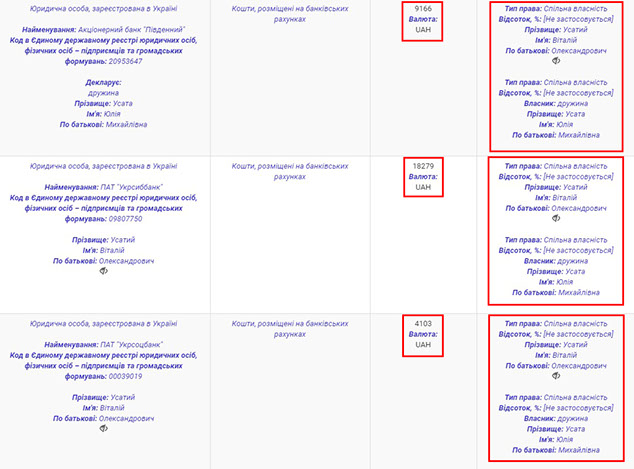 Юридична особа, зареєстрована в Україні
Найменування: Акціонерний банк "Південний"
Код в Єдиному державному реєстрі юридичних осіб,
фізичних осіб – підприємців та громадських
формувань: 20953647
Декларує:
дружина
Прізвище: Усата
Ім'я: Юлія
По батькові: Михайлівна
Кошти, розміщені на банківських
рахунках
9166
Валюта:
UAH
Тип права: Спільна власність
Відсоток, %: [Не застосовується]
Прізвище: Усатий
Ім'я: Віталій
По батькові: Олександрович
Тип права: Спільна власність
Відсоток, %: [Не застосовується]
Власник: дружина
Прізвище: Усата
Ім'я: Юлія
По батькові: Михайлівна
Юридична особа, зареєстрована в Україні
Найменування: ПАТ "Укрсиббанк"
Код в Єдиному державному реєстрі юридичних осіб,
фізичних осіб – підприємців та громадських
формувань: 09807750
Прізвище: Усатий
Ім'я: Віталій
По батькові: Олександрович
Кошти, розміщені на банківських
рахунках
18279
Валюта:
UAH
Тип права: Спільна власність
Відсоток, %: [Не застосовується]
Прізвище: Усатий
Ім'я: Віталій
По батькові: Олександрович
Тип права: Спільна власність
Відсоток, %: [Не застосовується]
Власник: дружина
Прізвище: Усата
Ім'я: Юлія
По батькові: Михайлівна
Юридична особа, зареєстрована в Україні
Найменування: ПАТ "Укрсоцбанк"
Код в Єдиному державному реєстрі юридичних осіб,
фізичних осіб – підприємців та громадських
формувань: 00039019
Прізвище: Усатий
Ім'я: Віталій
По батькові: Олександрович
Кошти, розміщені на банківських
рахунках
4103
Валюта:
UAH
Тип права: Спільна власність
Відсоток, %: [Не застосовується]
Прізвище: Усатий
Ім'я: Віталій
По батькові: Олександрович
Тип права: Спільна власність
Відсоток, %: [Не застосовується]
Власник: дружина
Прізвище: Усата
Ім'я: Юлія
По батькові: Михайлівна